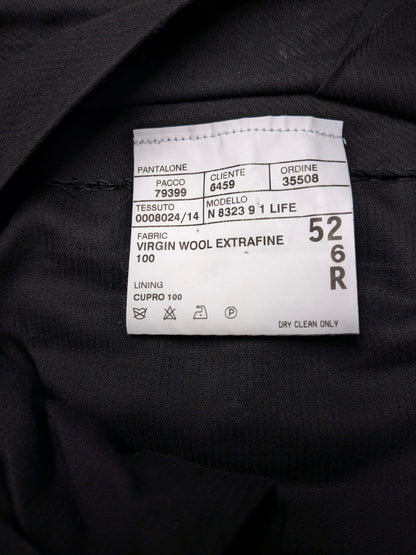 PANTALONE
PACCO CLIENTE ORDINE
79399 6459 35508
TESSUTO MODELLO
0008024/14 N 8323 9 1 LIFE
FABRIC
VIRGIN WOOL EXTRAFINE 52
100 6
LINING R
CUPRO 100
P
DRY CLEAN ONLY